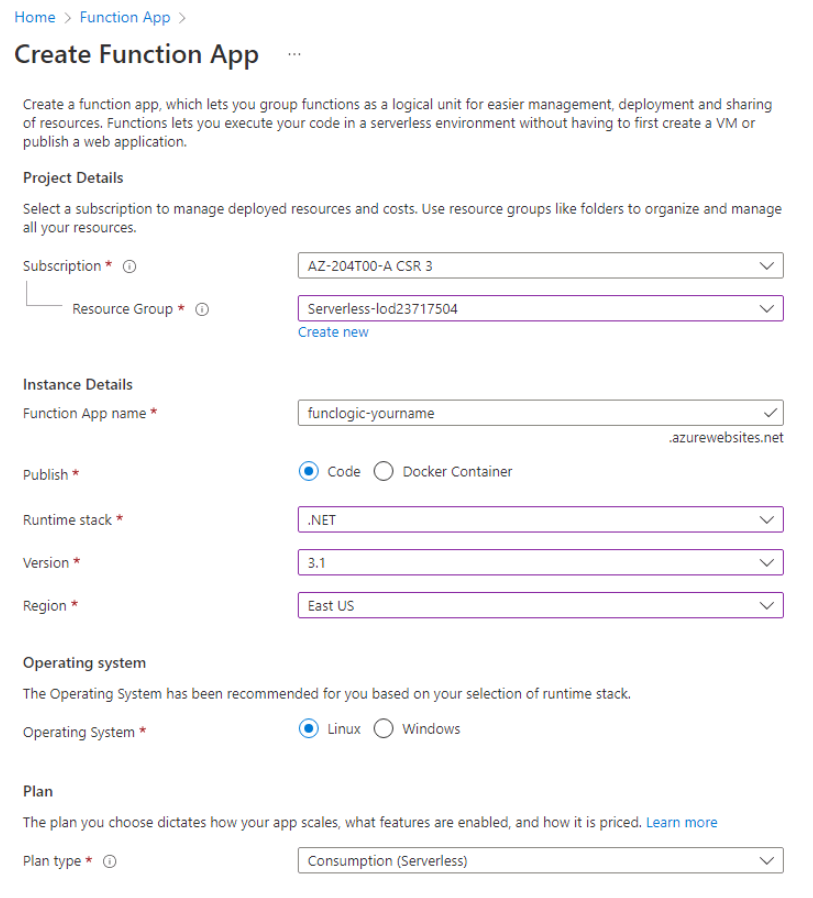 Home > Function App >
Create Function App ...
Create a function app, which lets you group functions as a logical unit for easier management, deployment and sharing
of resources. Functions lets you execute your code in a serverless environment without having to first create a VM or
publish a web application.
Project Details
Select a subscription to manage deployed resources and costs. Use resource groups like folders to organize and manage
all your resources.
Subscription * AZ-204T00-A CSR 3
Resource Group * Serverless-lod23717504
Create new
Instance Details
Function App name * funclogic-yourname
.azurewebsites.net
Publish * Code Docker Container
Runtime stack * .NET
Version * 3.1
Region * East US
Operating system
The Operating System has been recommended for you based on your selection of runtime stack.
Operating System * Linux Windows
Plan
The plan you choose dictates how your app scales, what features are enabled, and how it is priced. Learn more
Plan type * Consumption (Serverless)